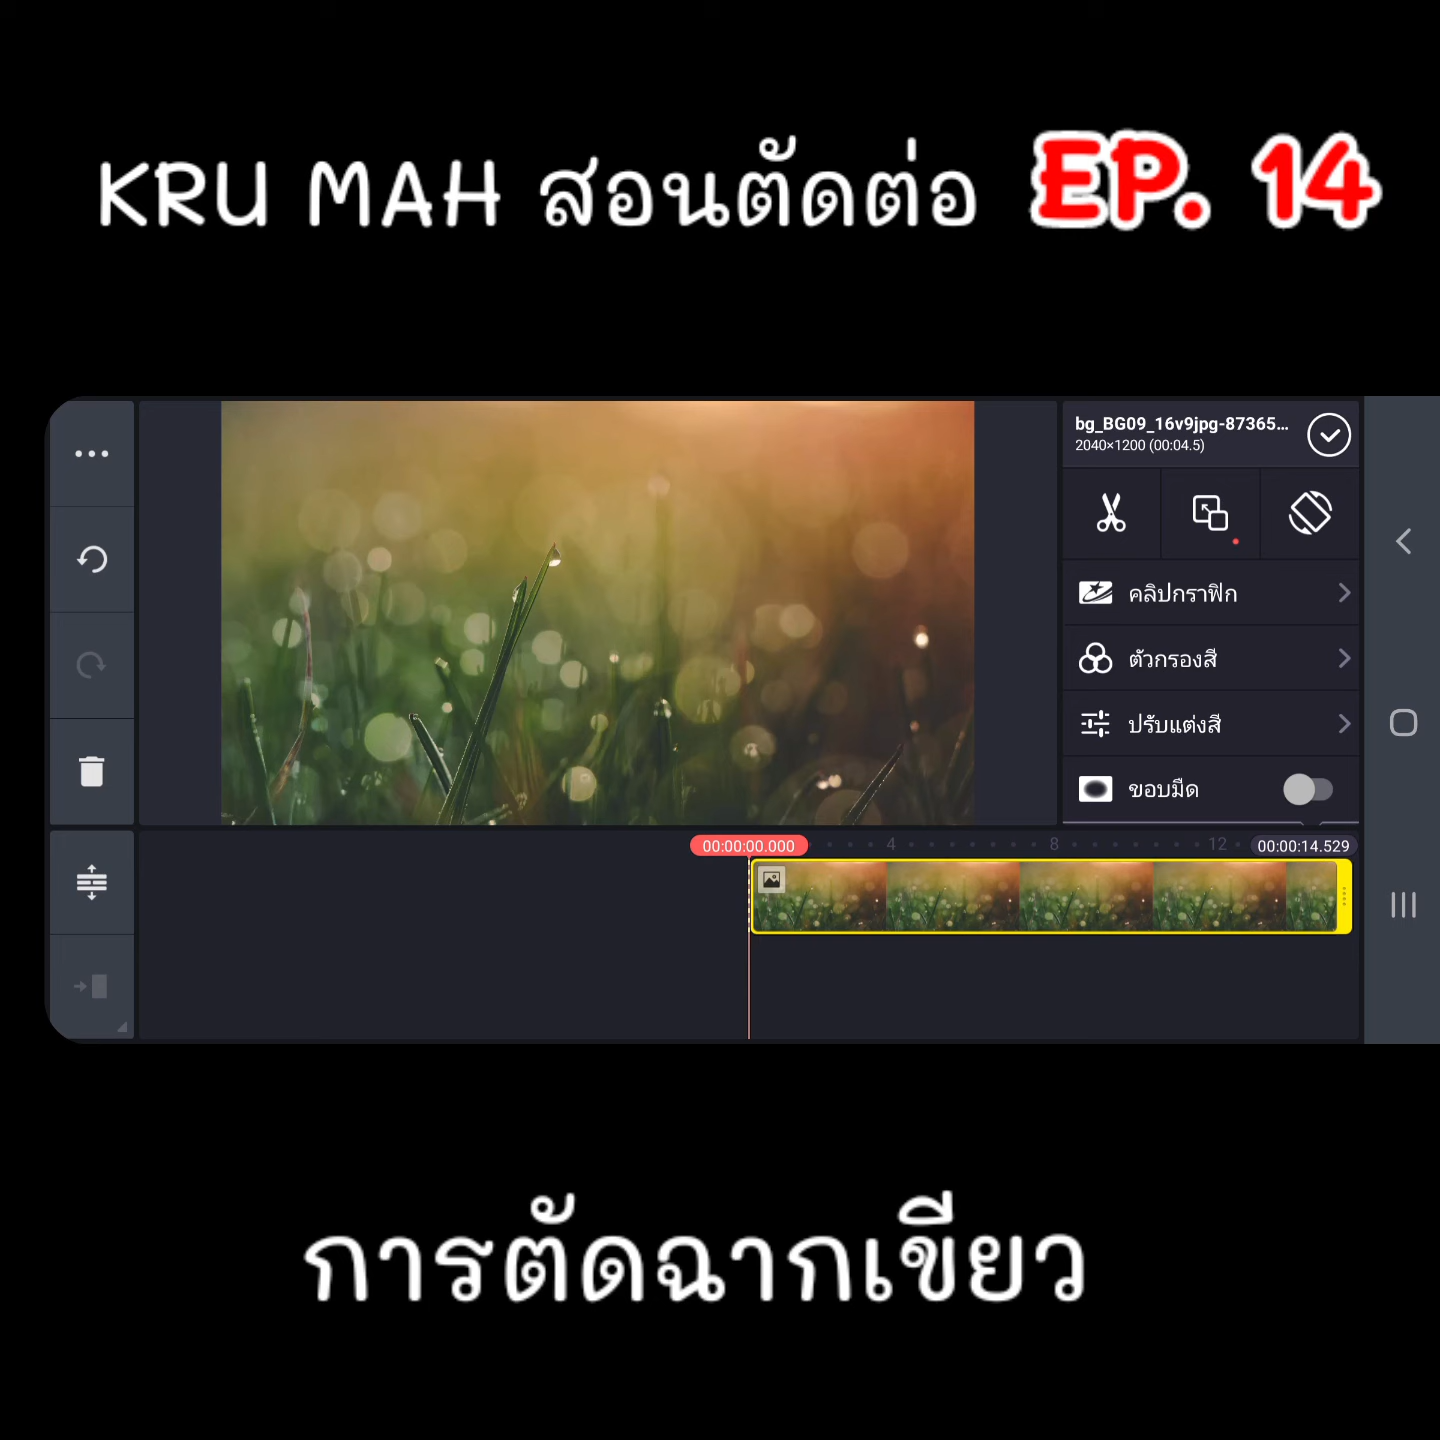 KRU MAH สอนตัดต่อ EP. 14
bg_BG09_16v9jpg-87365...
2040×1200 (00:04.5)
คลิปกราฟิก
ตัวกรองสี
ปรับแต่งสี
ขอบมืด
00:00:00.000
4
8
12
00:00:14.529
การตัดฉากเขียว